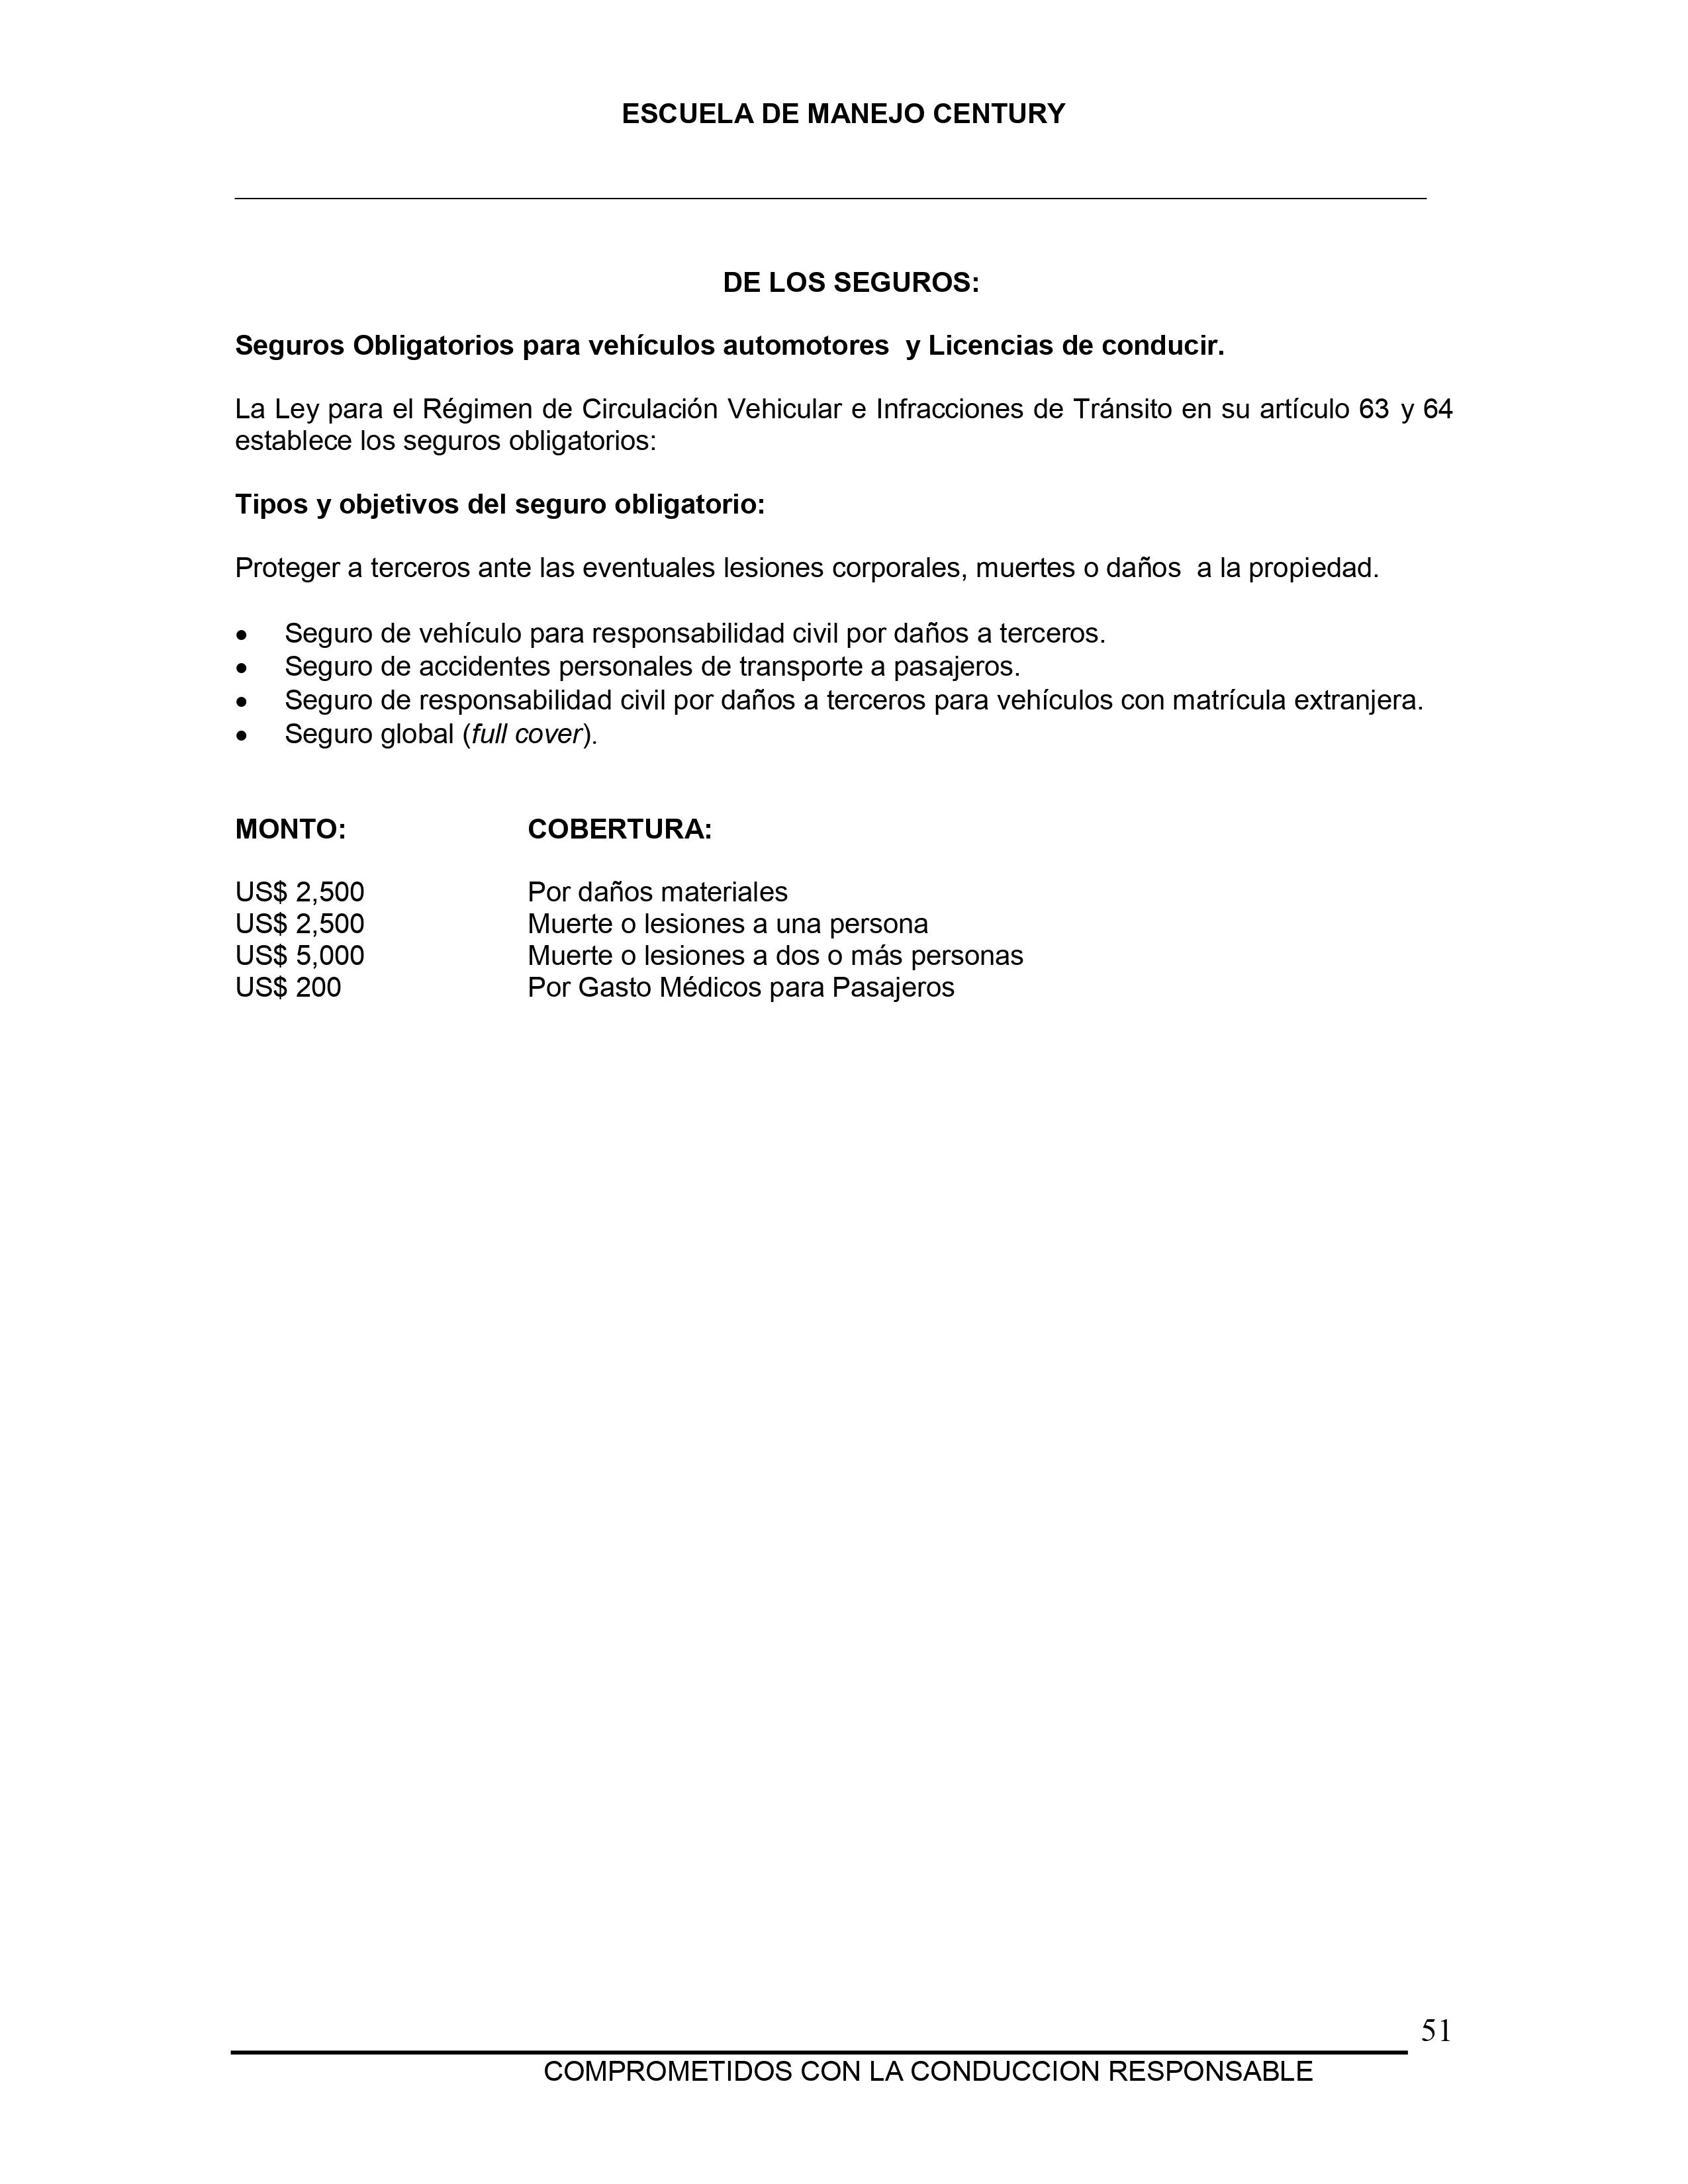 ESCUELA DE MANEJO CENTURY
DE LOS SEGUROS:
Seguros Obligatorios para vehículos automotores  y Licencias de conducir.
La Ley para el Régimen de Circulación Vehicular e Infracciones de Tránsito en su artículo 63 y 64
establece los seguros obligatorios:
Tipos y objetivos del seguro obligatorio:
Proteger a terceros ante las eventuales lesiones corporales, muertes o daños  a la propiedad.
• Seguro de vehículo para responsabilidad civil por daños a terceros.
• Seguro de accidentes personales de transporte a pasajeros.
• Seguro de responsabilidad civil por daños a terceros para vehículos con matrícula extranjera.
• Seguro global (full cover).
MONTO: COBERTURA:
US$ 2,500 Por daños materiales
US$ 2,500 Muerte o lesiones a una persona
US$ 5,000 Muerte o lesiones a dos o más personas
US$ 200 Por Gasto Médicos para Pasajeros
51
COMPROMETIDOS CON LA CONDUCCION RESPONSABLE